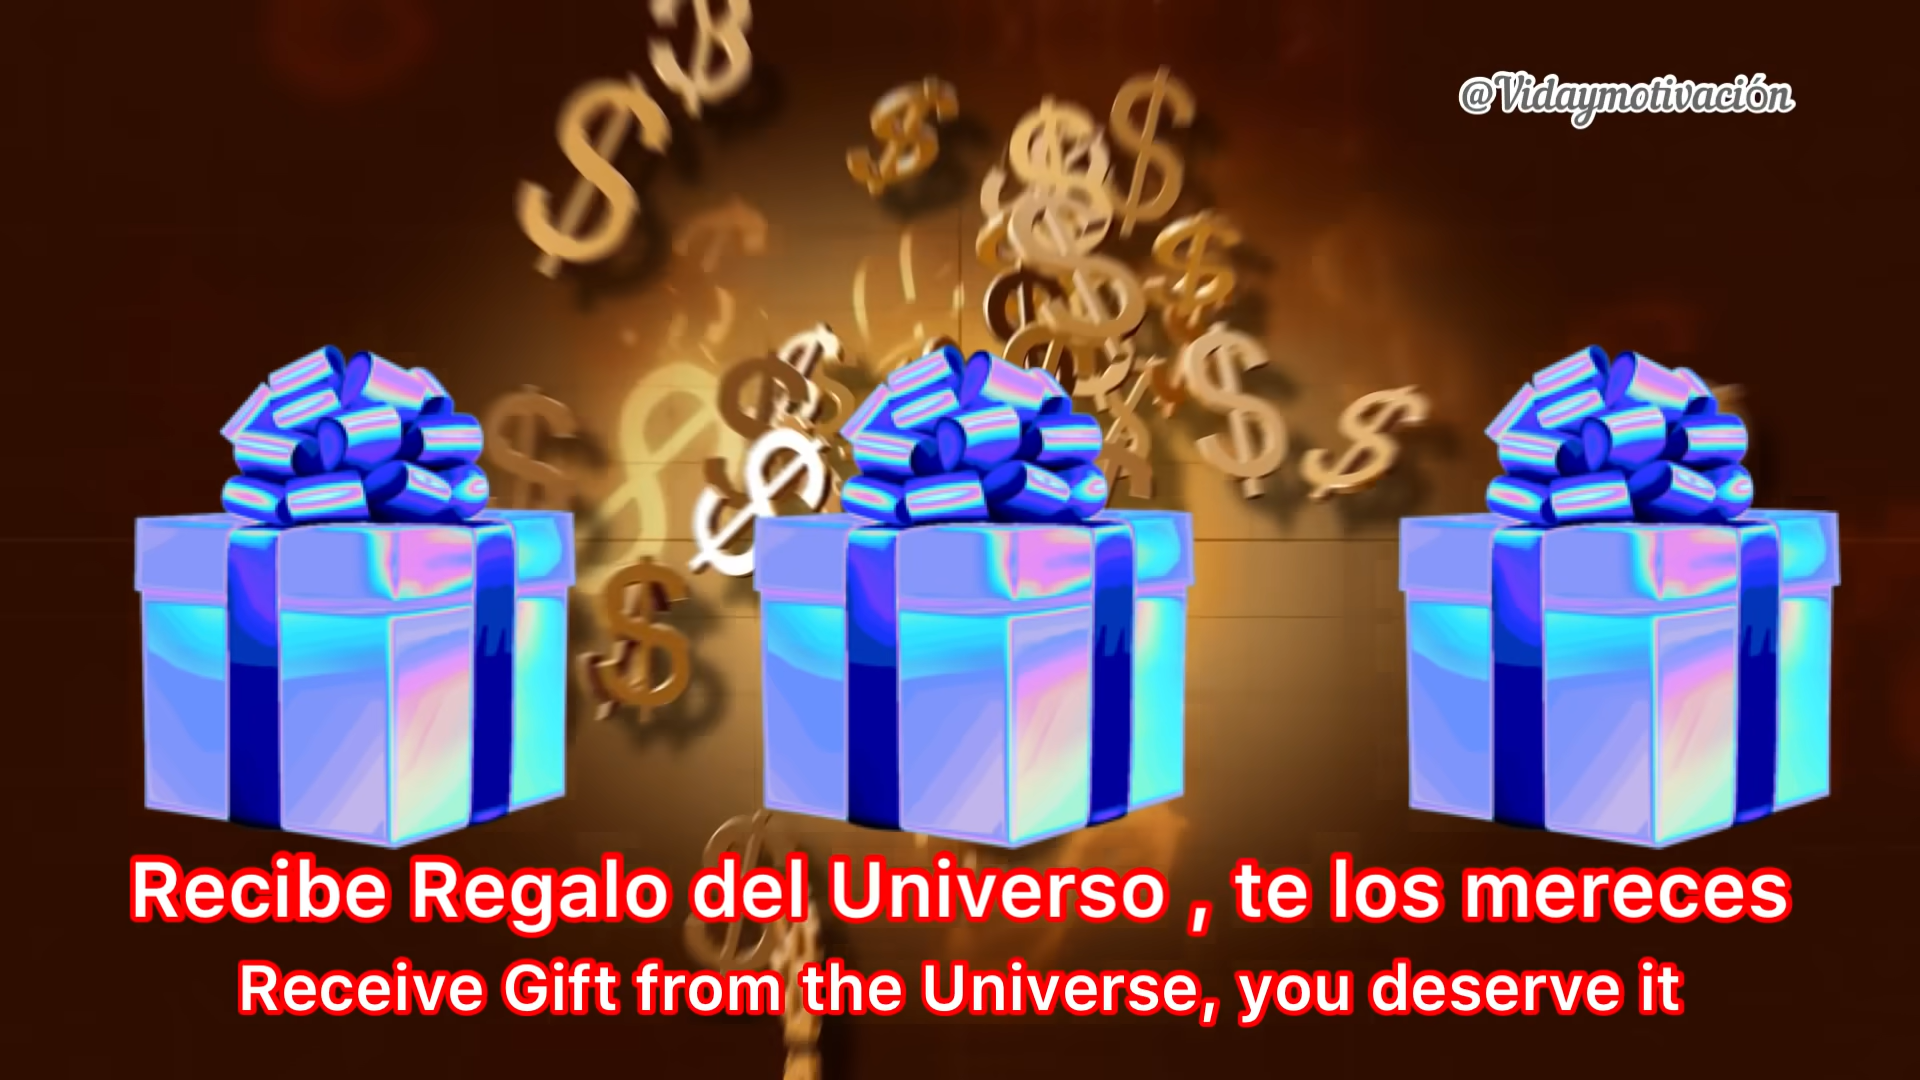 @Vidaymotivación
Recibe Regalo del Universo , te los mereces
Receive Gift from the Universe, you deserve it